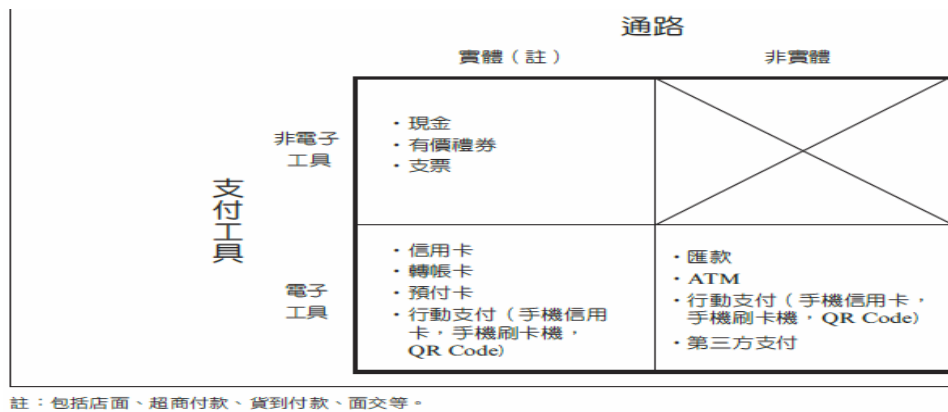 通路
實體（註）
非實體
支付工具
非電子
工具
・現金
・有價禮券
・支票
電子
工具
・信用卡
・轉帳卡
・預付卡
・行動支付（手機信用
卡，手機刷卡機，
QR Code)
・匯款
・ATM
・行動支付（手機信用卡，
手機刷卡機，QR Code)
・第三方支付
註：包括店面、超商付款、貨到付款、面交等。